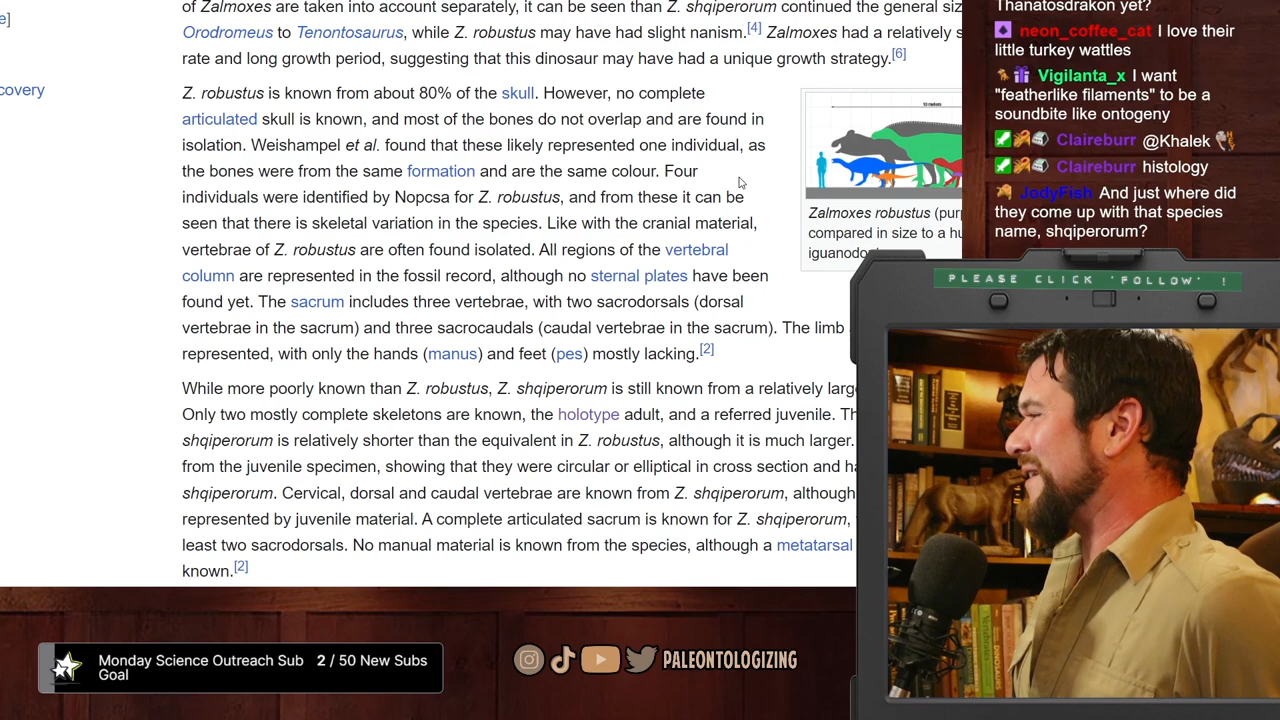 of Zalmoxes are taken into account separately, it can be seen than Z. shqiperorum continued the general siz
e]
Orodromeus to Tenontosaurus, while Z. robustus may have had slight nanism.[4] Zalmoxes had a relatively s
rate and long growth period, suggesting that this dinosaur may have had a unique growth strategy.[6]
covery
Z. robustus is known from about 80% of the skull. However, no complete
articulated skull is known, and most of the bones do not overlap and are found in
isolation. Weishampel et al. found that these likely represented one individual, as
the bones were from the same formation and are the same colour. Four
individuals were identified by Nopcsa for Z. robustus, and from these it can be
seen that there is skeletal variation in the species. Like with the cranial material,
vertebrae of Z. robustus are often found isolated. All regions of the vertebral
column are represented in the fossil record, although no sternal plates have been
found yet. The sacrum includes three vertebrae, with two sacrodorsals (dorsal
vertebrae in the sacrum) and three sacrocaudals (caudal vertebrae in the sacrum). The limb
represented, with only the hands (manus) and feet (pes) mostly lacking.[2]
While more poorly known than Z. robustus, Z. shqiperorum is still known from a relatively larg
Only two mostly complete skeletons are known, the holotype adult, and a referred juvenile. Th
shqiperorum is relatively shorter than the equivalent in Z. robustus, although it is much larger.
from the juvenile specimen, showing that they were circular or elliptical in cross section and ha
shqiperorum. Cervical, dorsal and caudal vertebrae are known from Z. shqiperorum, although
represented by juvenile material. A complete articulated sacrum is known for Z. shqiperorum,
least two sacrodorsals. No manual material is known from the species, although a metatarsal
known.[2]
10 meters
Zalmoxes robustus (pur
compared in size to a hu
iguanodo
Thanatosdrakon yet?
neon_coffee_cat I love their
little turkey wattles
Vigilanta_x I want
"featherlike filaments" to be a
soundbite like ontogeny
Claireburr @Khalek
Claireburr histology
JodyFish And just where did
they come up with that species
name, shqiperorum?
PLEASE CLICK 'FOLLOW' !
Monday Science Outreach Sub Goal
2 / 50 New Subs
PALEONTOLOGIZING